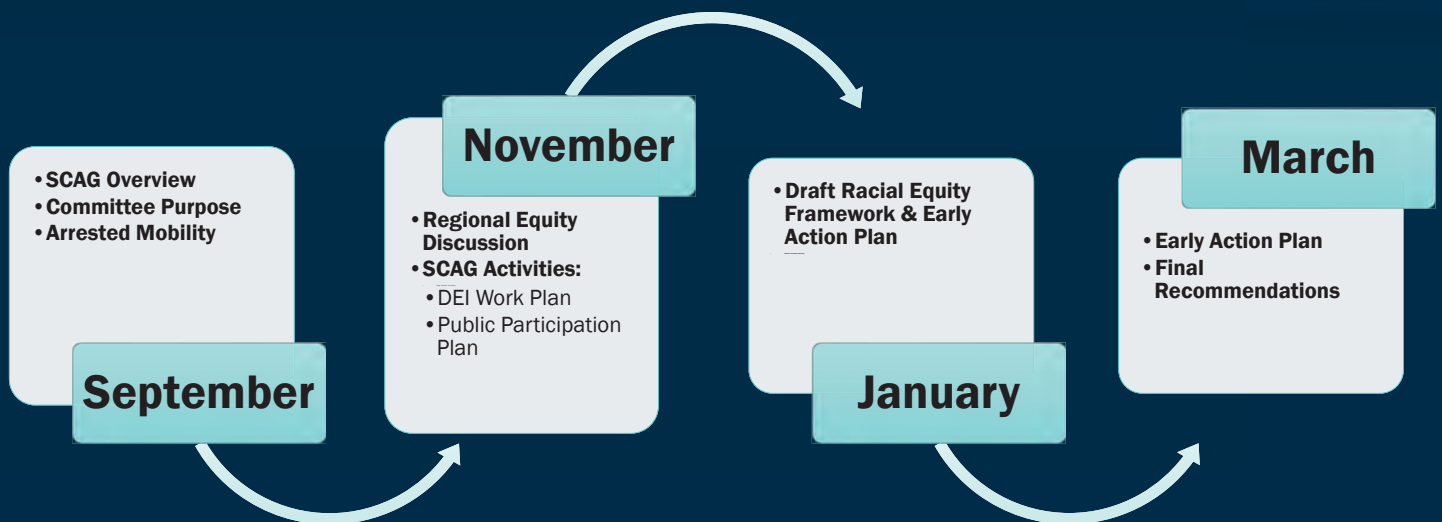 September
• SCAG Overview
• Committee Purpose
• Arrested Mobility
November
• Regional Equity
Discussion
• SCAG Activities:
• DEI Work Plan
• Public Participation
Plan
January
• Draft Racial Equity
Framework & Early
Action Plan
March
• Early Action Plan
• Final
Recommendations